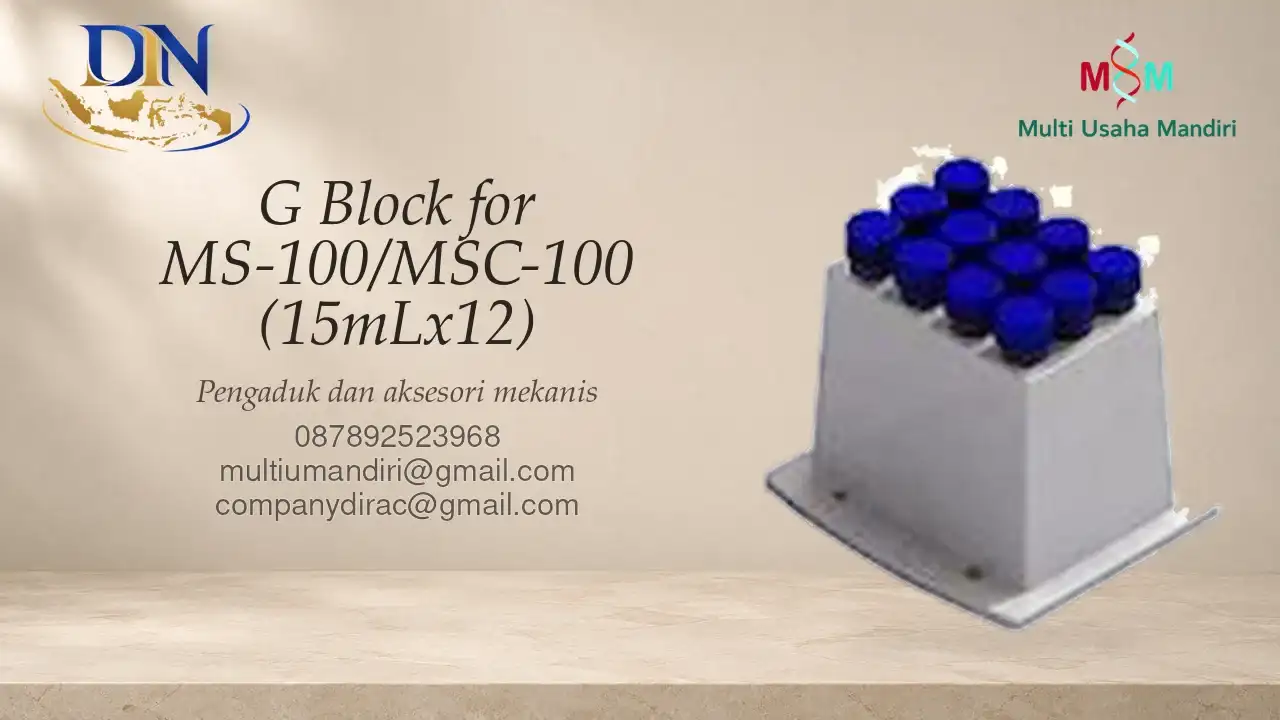 DIN
MSM
Multi Usaha Mandiri
G Block for
MS-100/MSC-100
(15mLx12)
Pengaduk dan aksesori mekanis
087892523968
multiumandiri@gmail.com
companydirac@gmail.com